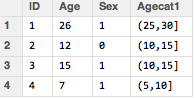 ID Age Sex Agecat1
1 1 26 1 (25,30]
2 2 12 0 (10,15]
3 3 15 1 (10,15]
4 4 7 1 (5,10]